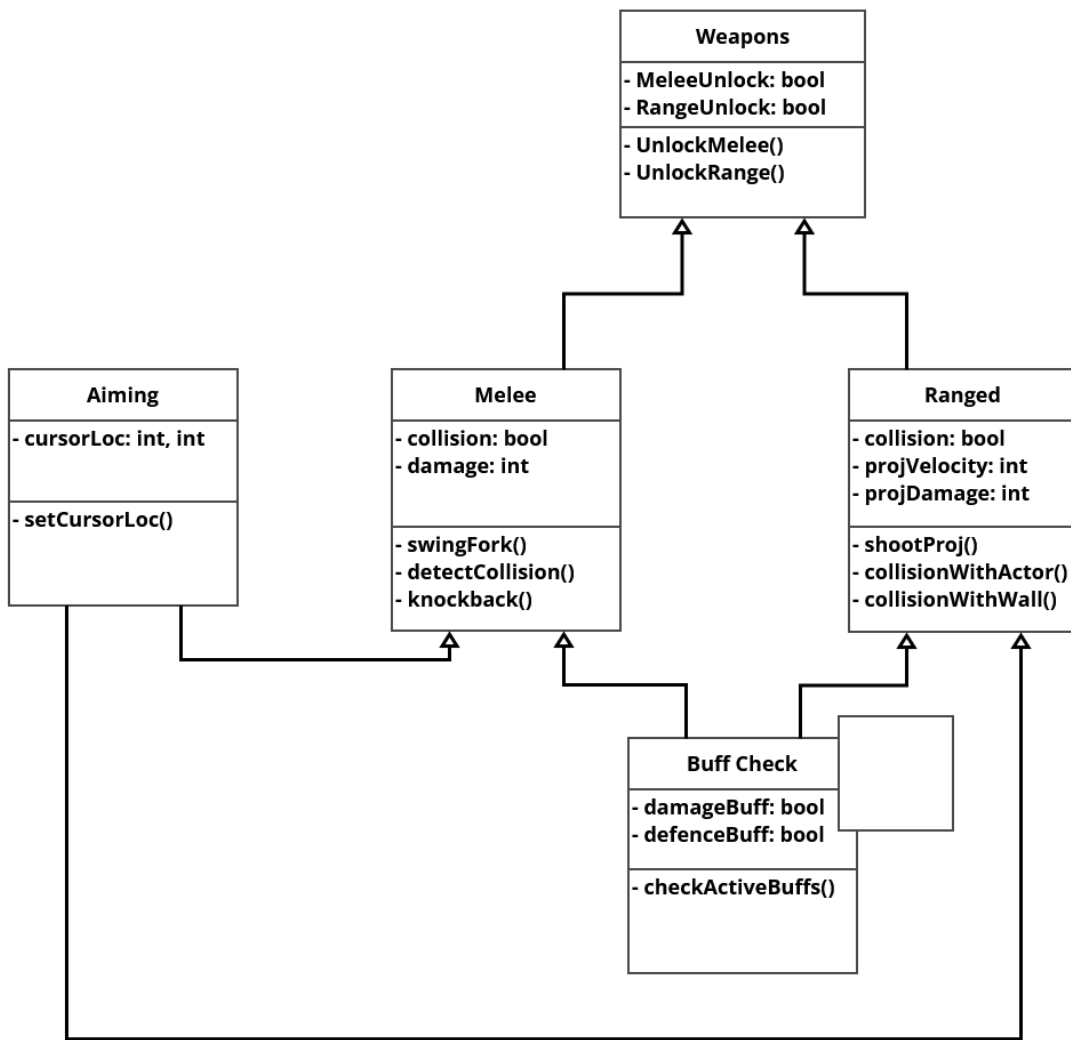 Weapons
- MeleeUnlock: bool
- RangeUnlock: bool
- UnlockMelee()
- UnlockRange()
Aiming
- cursorLoc: int, int
- setCursorLoc()
Melee
- collision: bool
- damage: int
- swingFork()
- detectCollision()
- knockback()
Ranged
- collision: bool
- projVelocity: int
- projDamage: int
- shootProj()
- collisionWithActor()
- collisionWithWall()
Buff Check
- damageBuff: bool
- defenceBuff: bool
- checkActiveBuffs()